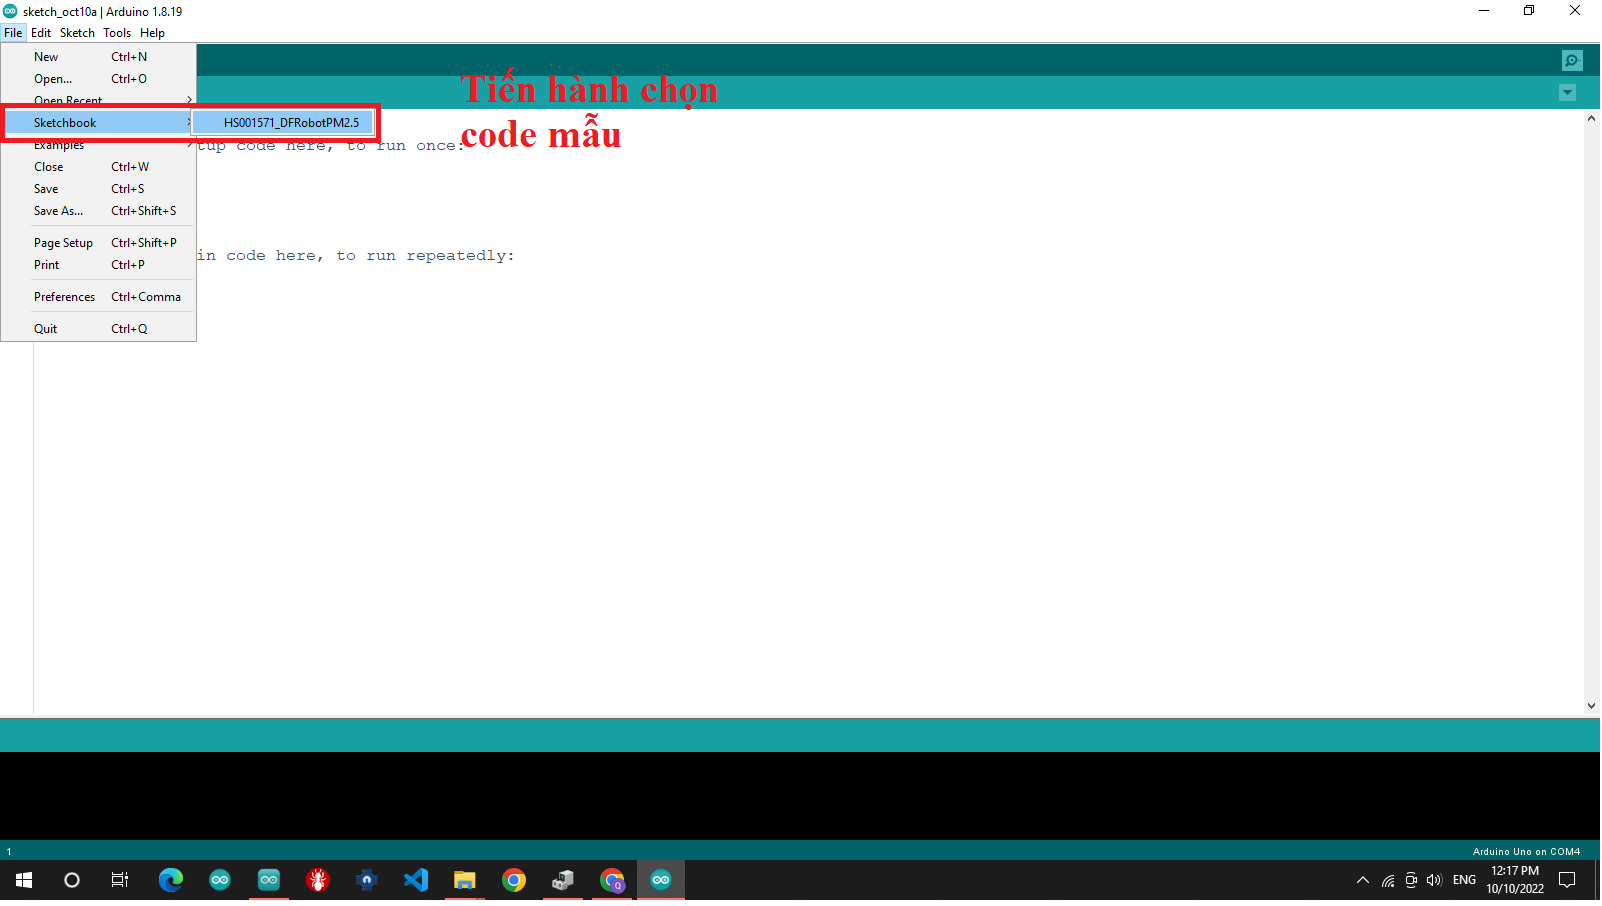 sketch_oct10a | Arduino 1.8.19
File Edit Sketch Tools Help
New Ctrl+N
Open... Ctrl+O
Open Recent
Sketchbook
HS001571_DFRobotPM2.5
Examples
Close Ctrl+W
Save Ctrl+S
Save As... Ctrl+Shift+S
Page Setup Ctrl+Shift+P
Print Ctrl+P
Preferences Ctrl+Comma
Quit Ctrl+Q
Tiến hành chọn
code mẫu
tup code here, to run once:
in code here, to run repeatedly:
1
Arduino Uno on COM4
Q
ENG
12:17 PM
10/10/2022